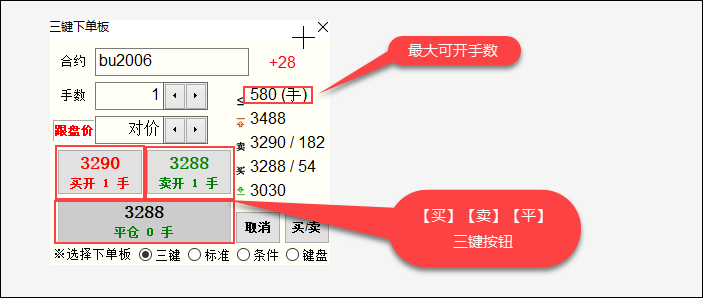 三键下单板
合约 bu2006 +28
最大可开手数
手数 1 ≤ 580 (手)
3488
跟盘价 对价 卖 3290 / 182
3290 3288 买 3288 / 54
买开 1 手 卖开 1 手 3030
3288
平仓 0 手 取消 买/卖
【买】【卖】【平】
三键按钮
※选择下单板 三键 标准 条件 键盘